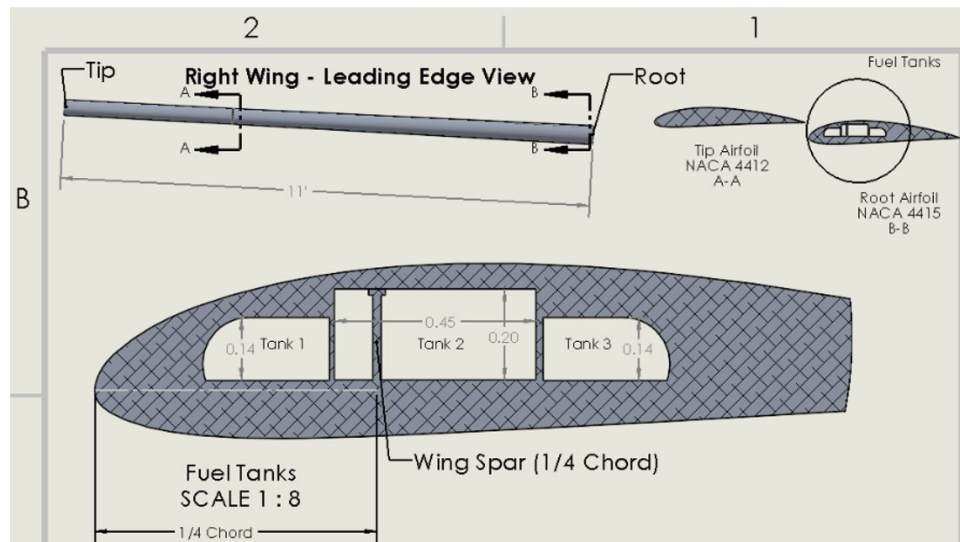 2
1
Tip
Right Wing - Leading Edge View
Root
Fuel Tanks
A
B
A
B
11'
Tip Airfoil
NACA 4412
A-A
Root Airfoil
NACA 4415
B-B
B
0.14
Tank 1
0.45
Tank 2
0.20
Tank 3
0.14
Wing Spar (1/4 Chord)
Fuel Tanks
SCALE 1 : 8
1/4 Chord